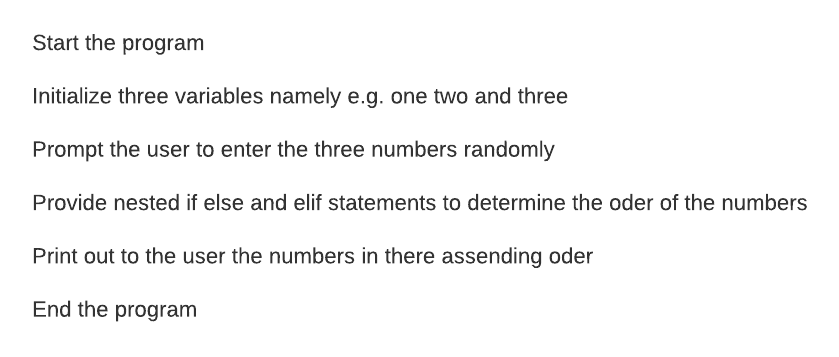 Start the program
Initialize three variables namely e.g. one two and three
Prompt the user to enter the three numbers randomly
Provide nested if else and elif statements to determine the oder of the numbers
Print out to the user the numbers in there assending oder
End the program